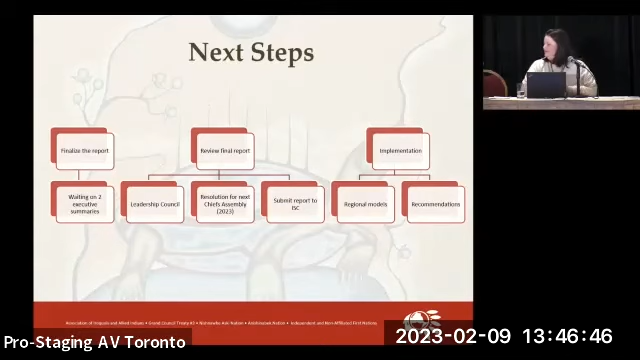 Next Steps
Finalize the report
Review final report
Implementation
Waiting on 2
executive
summaries
Leadership Council
Resolution for next
Chiefs Assembly
(2023)
Submit report to
ISC
Regional models
Recommendations
Association of Iroquois and Allied Indians • Grand Council Treaty #3 • Nishnawbe Aski Nation • Anishinabek Nation • Independent and Non-Affiliated First Nations
Pro-Staging AV Toronto
2023-02-09 13:46:46